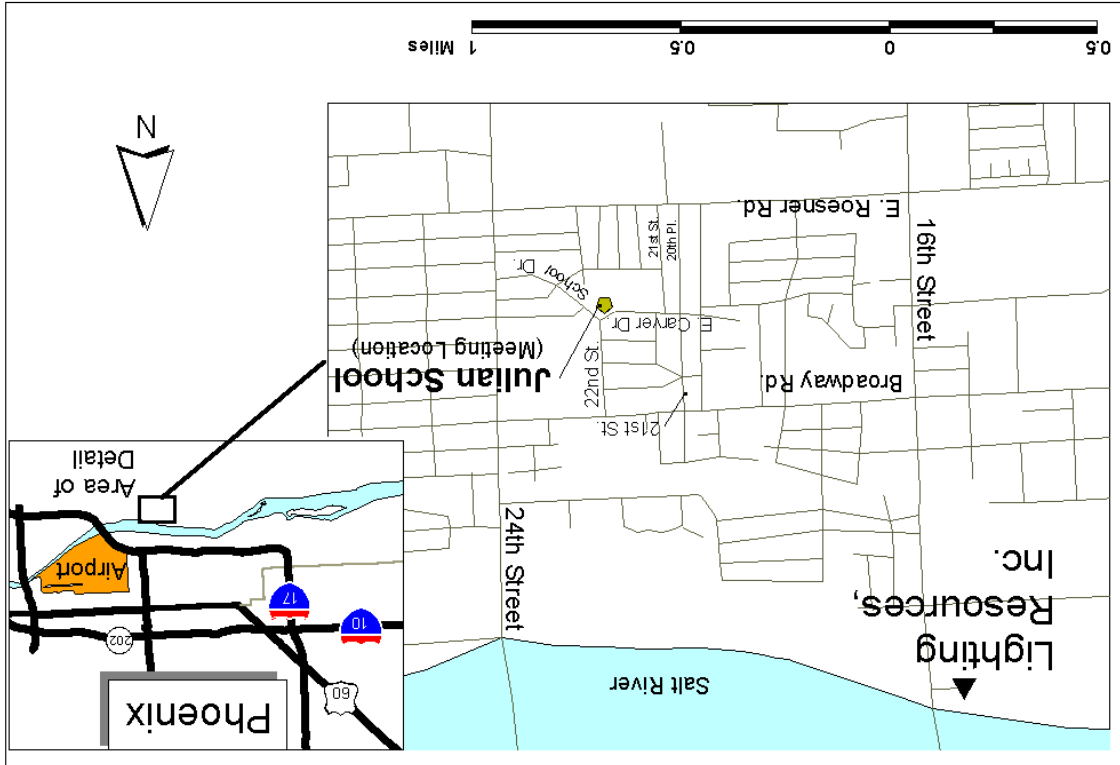 Phoenix
60
202
10
17
Airport
Area of
Detail
Salt River
Lighting
Resources,
Inc.
24th Street
21st St.
Broadway Rd.
22nd St.
Julian School
(Meeting Location)
E. Carver Dr
School Dr.
16th Street
20th Pl.
21st St.
E. Roesner Rd.
N
0.5 0 0.5 1 Miles